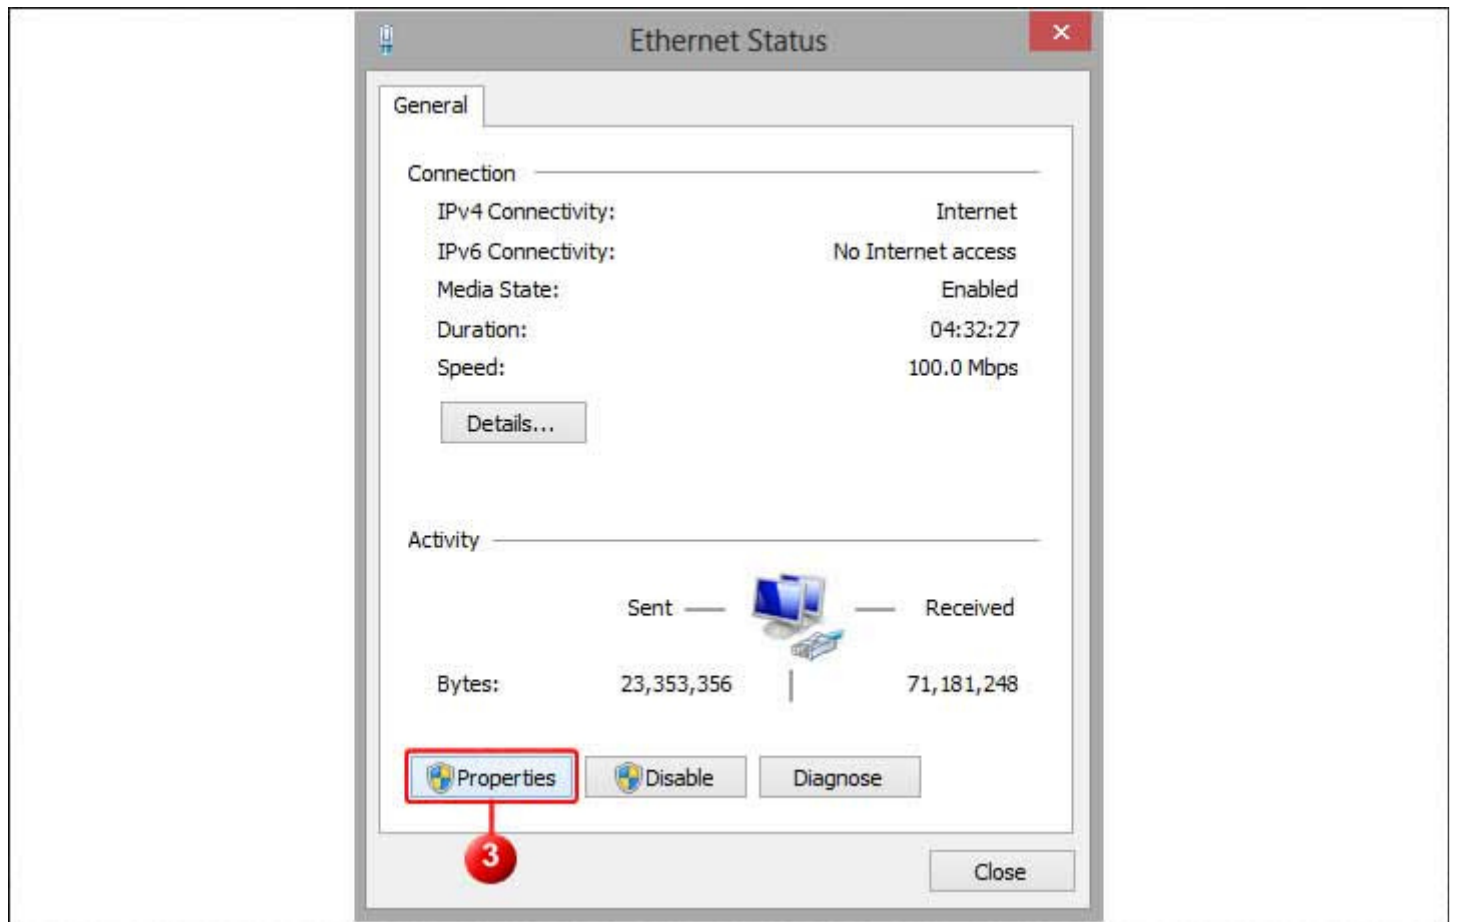 Ethernet Status
General
Connection
IPv4 Connectivity: Internet
IPv6 Connectivity: No Internet access
Media State: Enabled
Duration: 04:32:27
Speed: 100.0 Mbps
Details...
Activity
Sent Received
Bytes: 23,353,356 71,181,248
Properties Disable Diagnose
3
Close